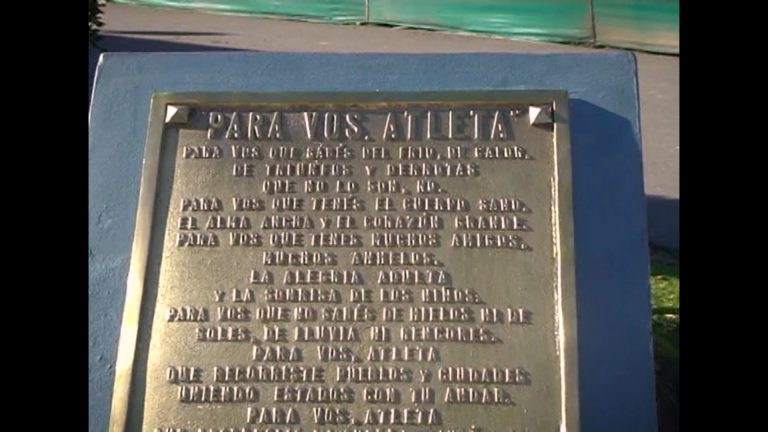 "PARA VOS, ATLETA"
PARA VOS QUE SABÉS DEL FRIO, DE CALOR,
DE TRIUNFOS Y DERROTAS
QUE NO LO SON, NO.
PARA VOS QUE TENÉS EL CUERPO SANO,
EL ALMA ANCHA Y EL CORAZÓN GRANDE.
PARA VOS QUE TENES MUCHOS AMIGOS,
MUCHOS ANHELOS,
LA ALEGRIA ADULTA
Y LA SONRISA DE LOS NIÑOS.
PARA VOS QUE NO SABÉS DE HIELOS NI DE
SOLES, DE LLUVIA NI RENCORES.
PARA VOS, ATLETA
QUE RECORRISTE PUEBLOS Y CIUDADES
UNIENDO ESTADOS CON TU ANDAR.
PARA VOS, ATLETA